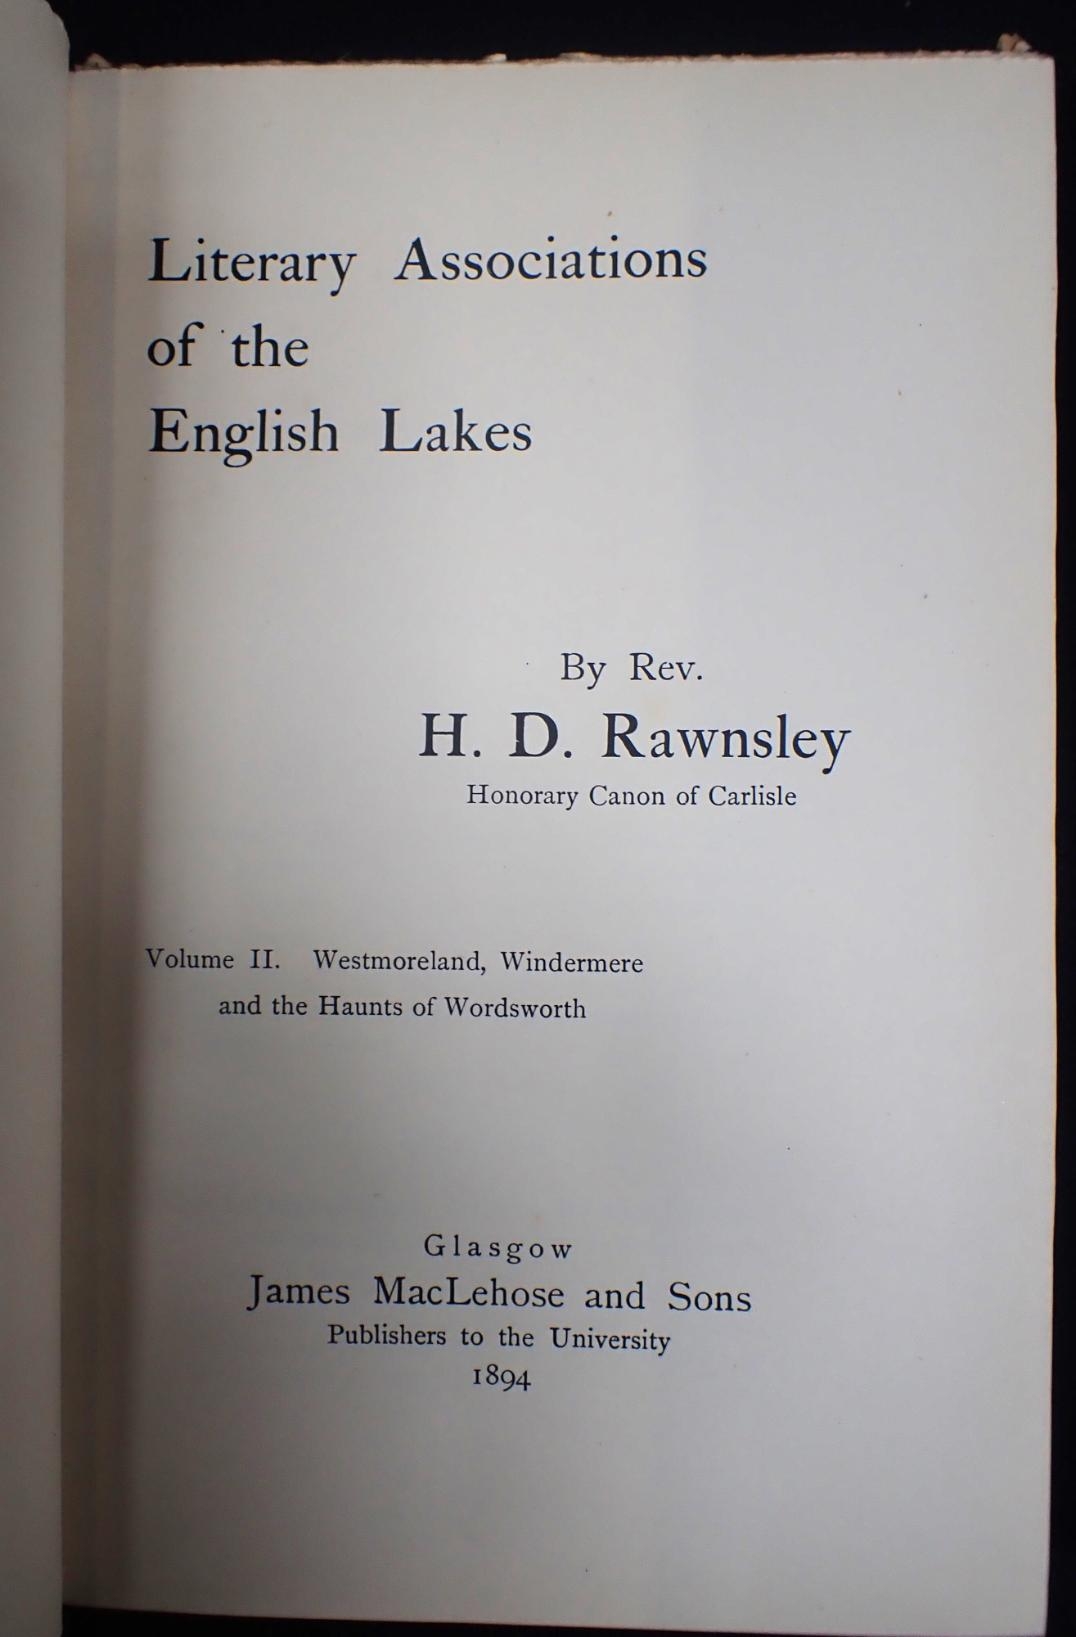 Literary Associations
of the
English Lakes
By Rev.
H. D. Rawnsley
Honorary Canon of Carlisle
Volume II. Westmoreland, Windermere
and the Haunts of Wordsworth
Glasgow
James MacLehose and Sons
Publishers to the University
1894